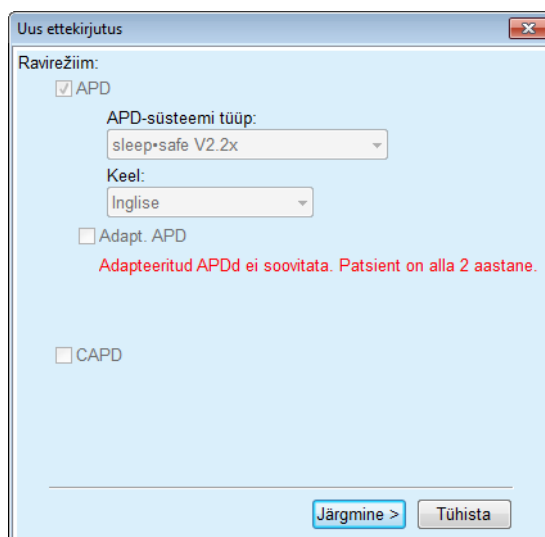 Uus ettekirjutus
Ravirežiim:
APD
APD-süsteemi tüüp:
sleep•safe V2.2x
Keel:
Inglise
Adapt. APD
Adapteeritud APDd ei soovitata. Patsient on alla 2 aastane.
CAPD
Järgmine >
Tühista